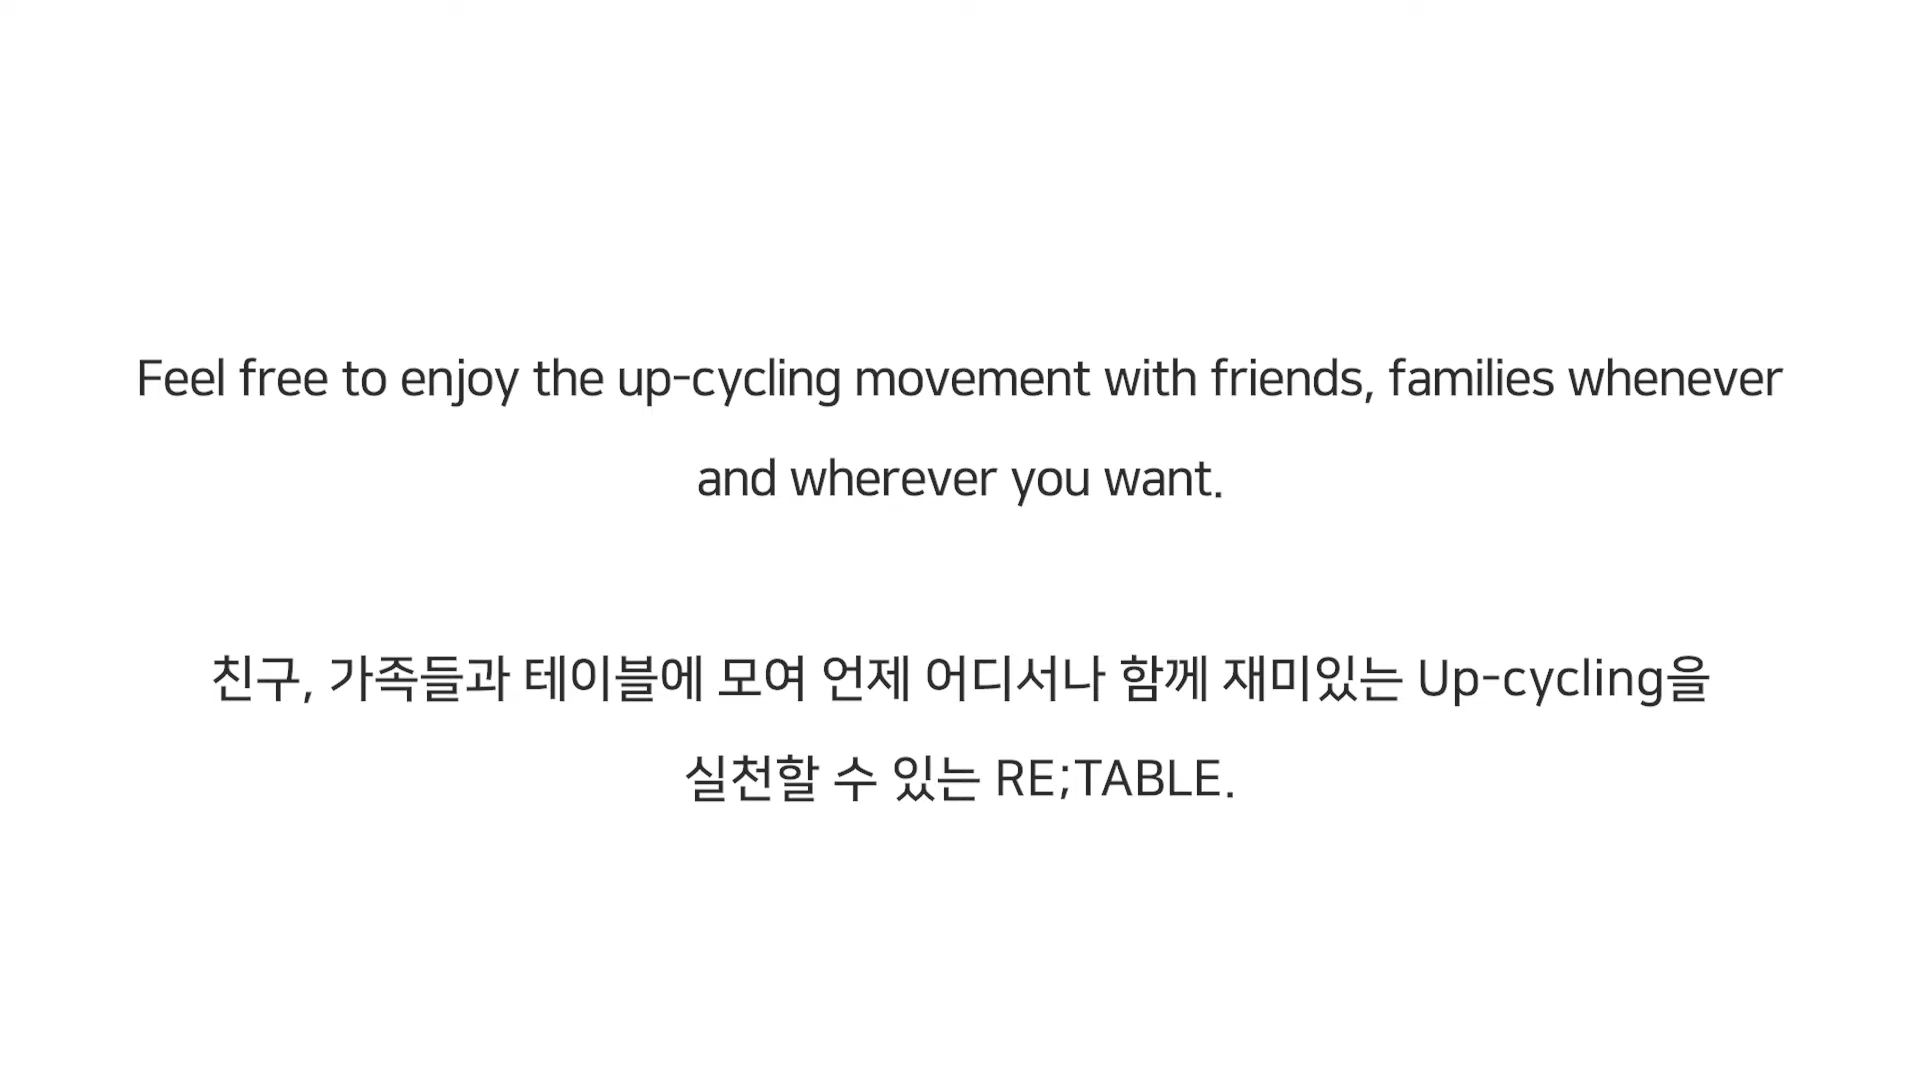 Feel free to enjoy the up-cycling movement with friends, families whenever
and wherever you want.
친구, 가족들과 테이블에 모여 언제 어디서나 함께 재미있는 Up-cycling을
실천할 수 있는 RE;TABLE.